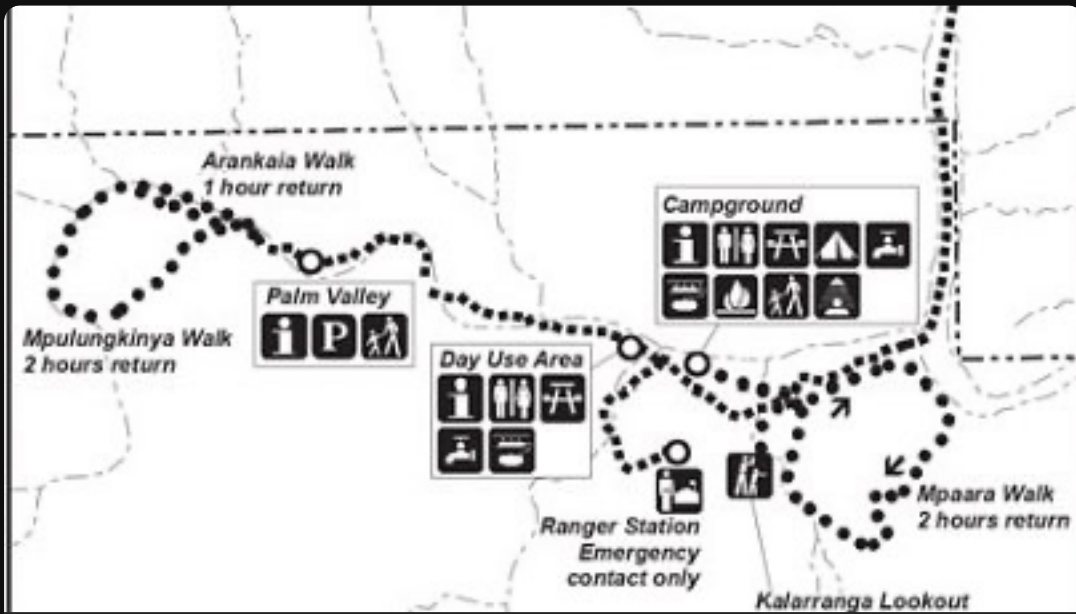 Arankaia Walk
1 hour return
Campground
Palm Valley
P
Mpulungkinya Walk
2 hours return
Day Use Area
Mpaara Walk
2 hours return
Ranger Station
Emergency
contact only
Kalarranga Lookout